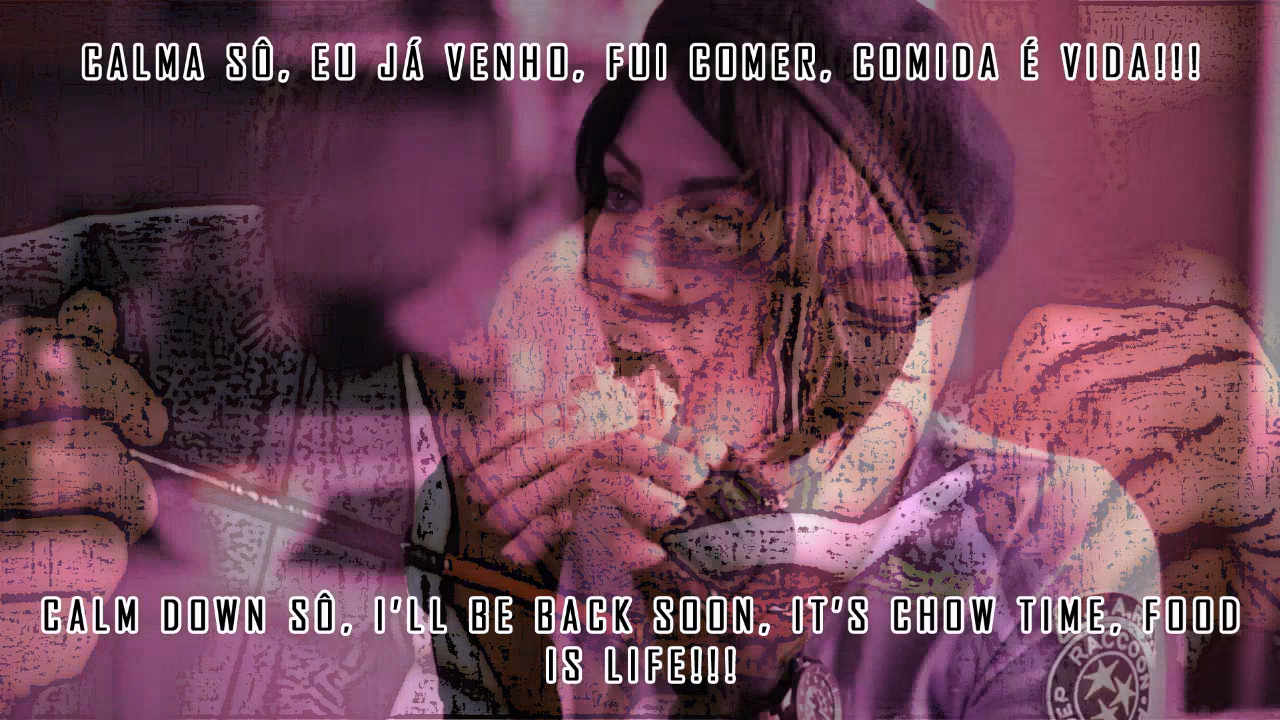 CALMA SÔ, EU JÁ VENHO, FUI COMER, COMIDA É VIDA!!!
CALM DOWN SÔ, I'LL BE BACK SOON, IT'S CHOW TIME, FOOD
IS LIFE!!!
RACCOON